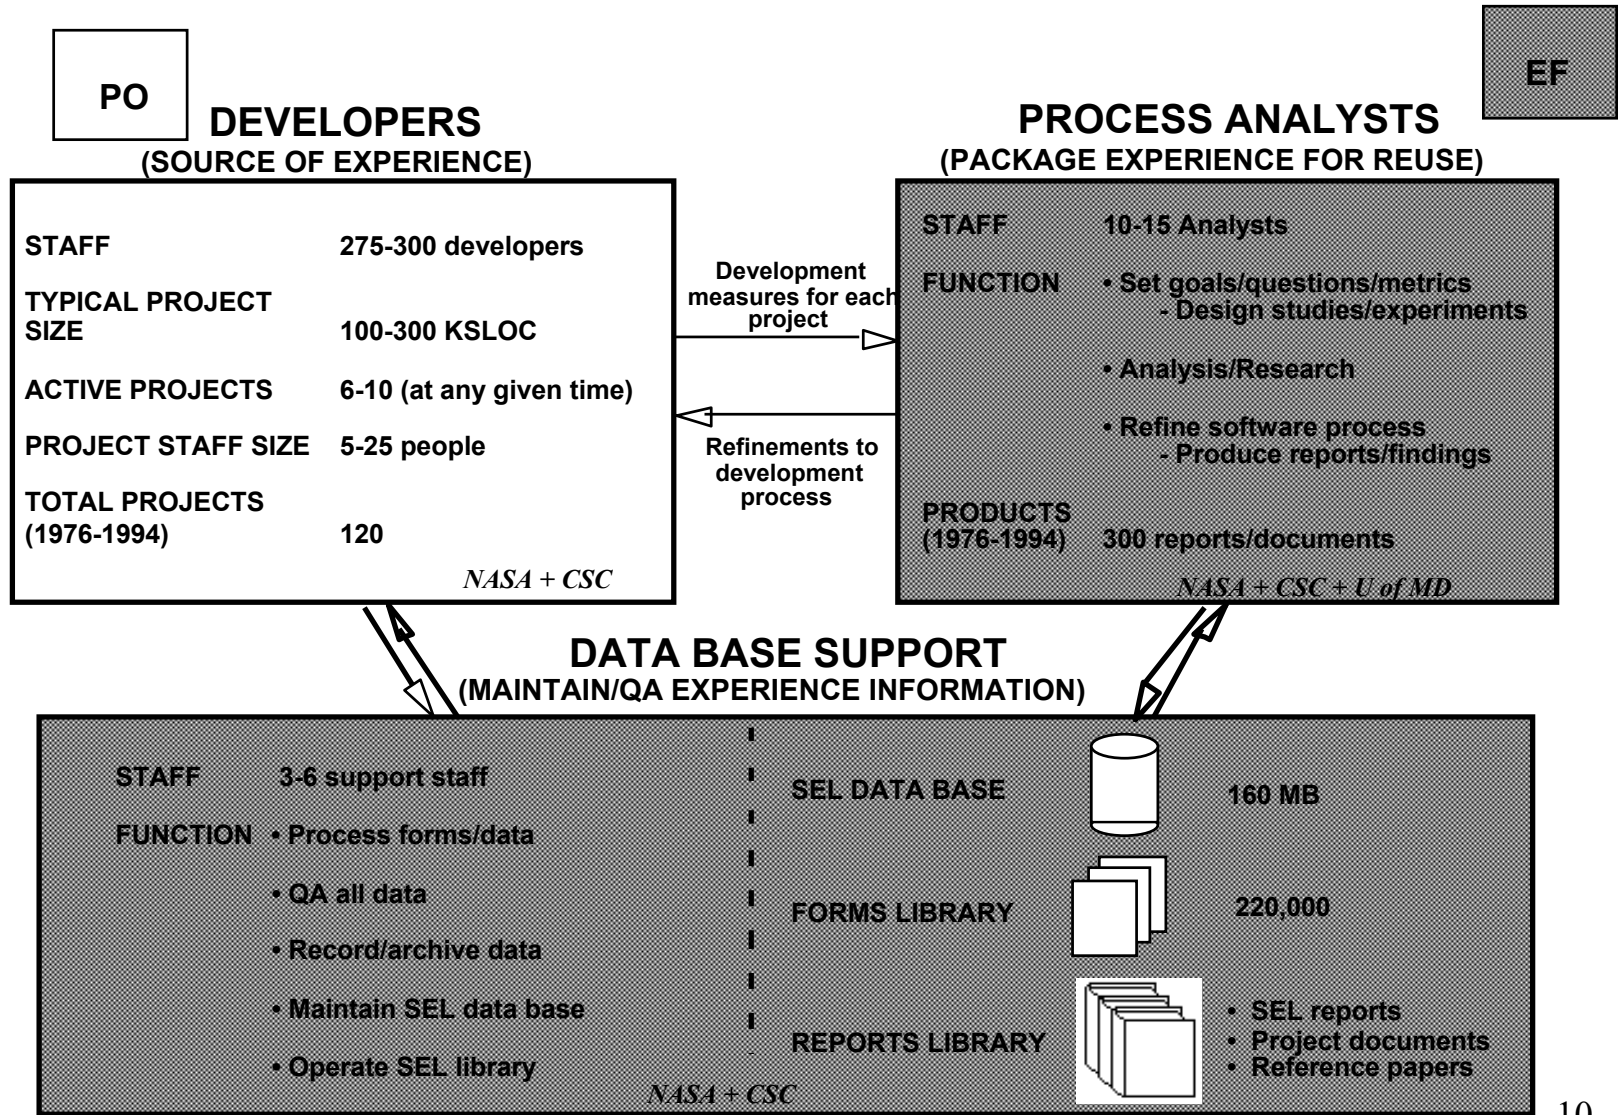 PO
EF
DEVELOPERS
(SOURCE OF EXPERIENCE)
STAFF 275-300 developers
TYPICAL PROJECT
SIZE 100-300 KSLOC
ACTIVE PROJECTS 6-10 (at any given time)
PROJECT STAFF SIZE 5-25 people
TOTAL PROJECTS
(1976-1994) 120
NASA + CSC
Development
measures for each
project
Refinements to
development
process
PROCESS ANALYSTS
(PACKAGE EXPERIENCE FOR REUSE)
STAFF 10-15 Analysts
FUNCTION • Set goals/questions/metrics
- Design studies/experiments
• Analysis/Research
• Refine software process
- Produce reports/findings
PRODUCTS
(1976-1994) 300 reports/documents
NASA + CSC + U of MD
DATA BASE SUPPORT
(MAINTAIN/QA EXPERIENCE INFORMATION)
STAFF 3-6 support staff
FUNCTION • Process forms/data
• QA all data
• Record/archive data
• Maintain SEL data base
• Operate SEL library
NASA + CSC
SEL DATA BASE 160 MB
FORMS LIBRARY 220,000
REPORTS LIBRARY
• SEL reports
• Project documents
• Reference papers
10